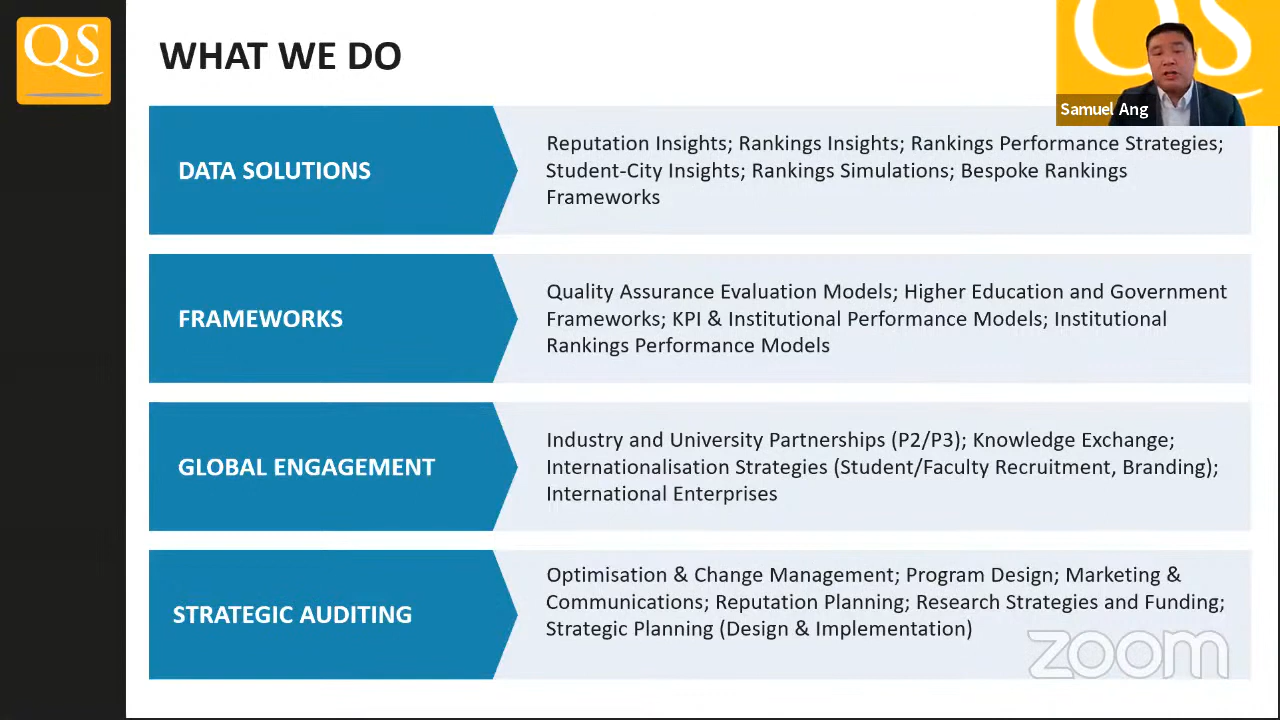 QS
WHAT WE DO
QS
Samuel Ang
DATA SOLUTIONS
Reputation Insights; Rankings Insights; Rankings Performance Strategies;
Student-City Insights; Rankings Simulations; Bespoke Rankings
Frameworks
FRAMEWORKS
Quality Assurance Evaluation Models; Higher Education and Government
Frameworks; KPI & Institutional Performance Models; Institutional
Rankings Performance Models
GLOBAL ENGAGEMENT
Industry and University Partnerships (P2/P3); Knowledge Exchange;
Internationalisation Strategies (Student/Faculty Recruitment, Branding);
International Enterprises
STRATEGIC AUDITING
Optimisation & Change Management; Program Design; Marketing &
Communications; Reputation Planning; Research Strategies and Funding;
Strategic Planning (Design & Implementation)
zoom